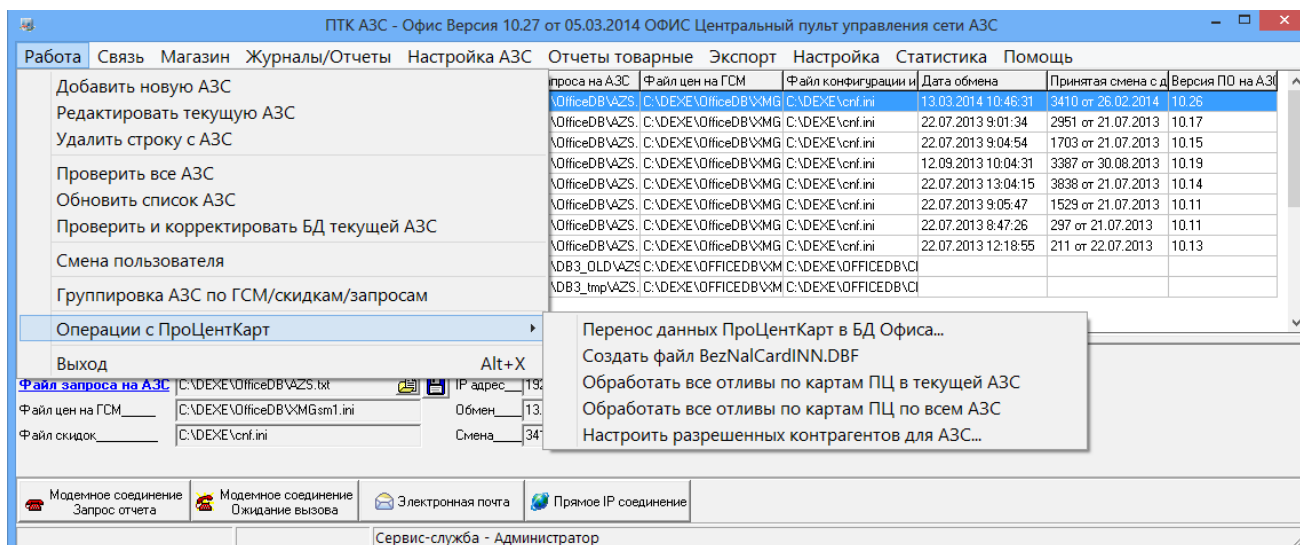 ПТК АЗС - Офис Версия 10.27 от 05.03.2014 ОФИС Центральный пульт управления сети АЗС
Работа Связь Магазин Журналы/Отчеты Настройка АЗС Отчеты товарные Экспорт Настройка Статистика Помощь
проса на АЗС Файл цен на ГСМ Файл конфигурации и Дата обмена Принятая смена с д Версия ПО на АЗС
\OfficeDB\AZS. C:\DEXE\OfficeDB\XMG C:\DEXE\cnf.ini 13.03.2014 10:46:31 3410 от 26.02.2014 10.26
\OfficeDB\AZS. C:\DEXE\OfficeDB\XMG C:\DEXE\cnf.ini 22.07.2013 9:01:34 2951 от 21.07.2013 10.17
\OfficeDB\AZS. C:\DEXE\OfficeDB\XMG C:\DEXE\cnf.ini 22.07.2013 9:04:54 1703 от 21.07.2013 10.15
\OfficeDB\AZS. C:\DEXE\OfficeDB\XMG C:\DEXE\cnf.ini 12.09.2013 10:04:31 3387 от 30.08.2013 10.19
\OfficeDB\AZS. C:\DEXE\OfficeDB\XMG C:\DEXE\cnf.ini 22.07.2013 13:04:15 3838 от 21.07.2013 10.14
\OfficeDB\AZS. C:\DEXE\OfficeDB\XMG C:\DEXE\cnf.ini 22.07.2013 9:05:47 1529 от 21.07.2013 10.11
\OfficeDB\AZS. C:\DEXE\OfficeDB\XMG C:\DEXE\cnf.ini 22.07.2013 8:47:26 297 от 21.07.2013 10.11
\OfficeDB\AZS. C:\DEXE\OfficeDB\XMG C:\DEXE\cnf.ini 22.07.2013 12:18:55 211 от 22.07.2013 10.13
\DB3_OLD\AZS C:\DEXE\OFFICEDB\XM C:\DEXE\OFFICEDB\CI
\DB3_tmp\AZS. C:\DEXE\OFFICEDB\XM C:\DEXE\OFFICEDB\CI
Добавить новую АЗС
Редактировать текущую АЗС
Удалить строку с АЗС
Проверить все АЗС
Обновить список АЗС
Проверить и корректировать БД текущей АЗС
Смена пользователя
Группировка АЗС по ГСМ/скидкам/запросам
Операции с ПроЦентКарт
Выход Alt+X
Перенос данных ПроЦентКарт в БД Офиса...
Создать файл BezNalCardINN.DBF
Обработать все отливы по картам ПЦ в текущей АЗС
Обработать все отливы по картам ПЦ по всем АЗС
Настроить разрешенных контрагентов для АЗС...
Файл запроса на АЗС C:\DEXE\OfficeDB\AZS.txt IP адрес__ 192
Файл цен на ГСМ____ C:\DEXE\OfficeDB\XMGsm1.ini Обмен____ 13.
Файл скидок_________ C:\DEXE\cnf.ini Смена____ 341
Модемное соединение Запрос отчета
Модемное соединение Ожидание вызова
Электронная почта
Прямое IP соединение
Сервис-служба - Администратор